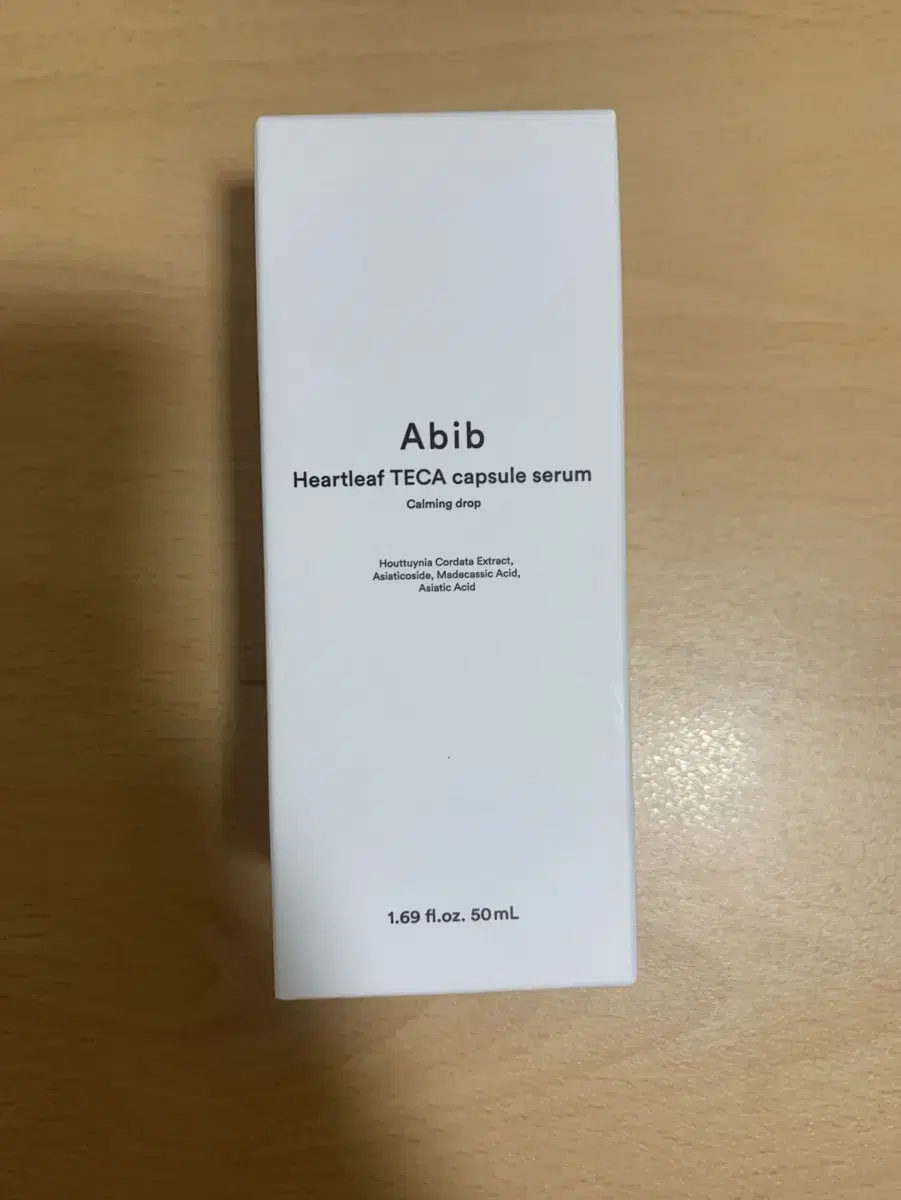 Abib
Heartleaf TECA capsule serum
Calming drop
Houttuynia Cordata Extract,
Asiaticoside, Madecassic Acid,
Asiatic Acid
1.69 fl.oz. 50mL